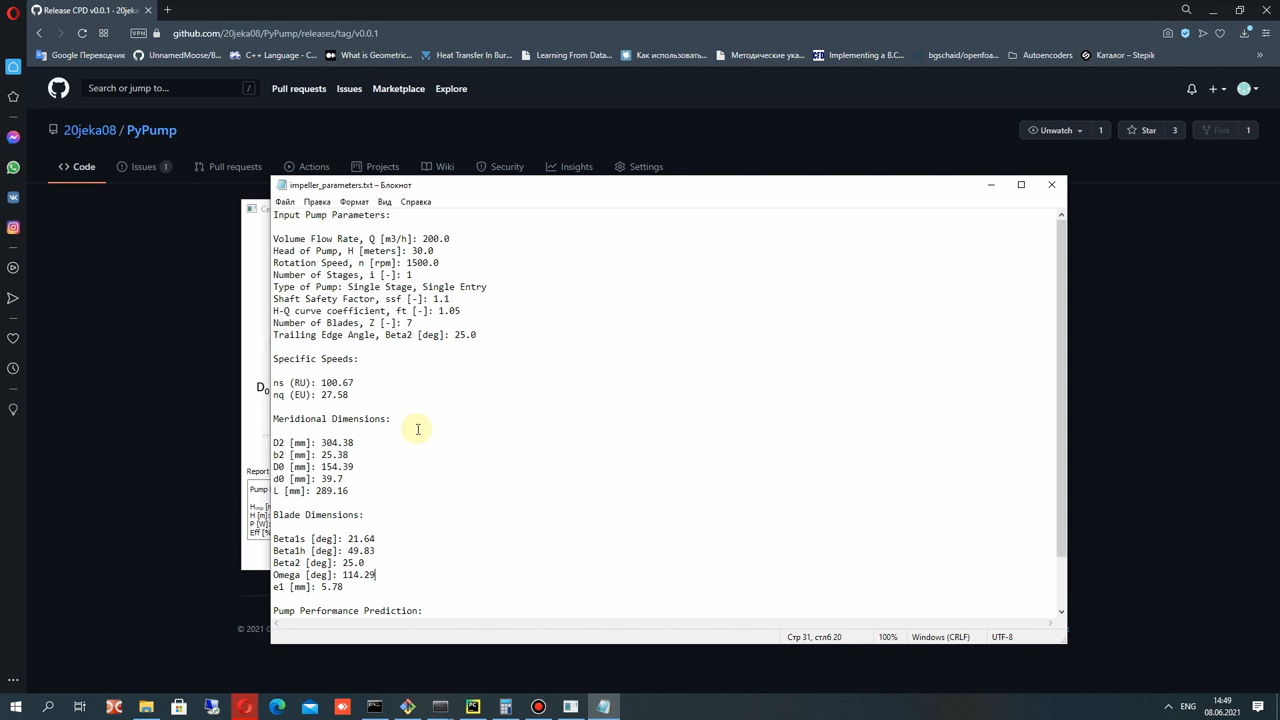 Release CPD v0.0.1 · 20jek
VPN
github.com/20jeka08/PyPump/releases/tag/v0.0.1
Google Переводчик
UnnamedMoose/B...
C++ Language - C...
What is Geometric...
Heat Transfer In Bur...
Learning From Data...
Как использовать...
Методические ука...
Implementing a B.C...
bgschaid/openfoa...
Autoencoders
Каталог – Stepik
»
Search or jump to...
/
Pull requests
Issues
Marketplace
Explore
20jeka08 / PyPump
Unwatch
1
Star
3
Fork
1
Code
Issues 1
Pull requests
Actions
Projects
Wiki
Security
Insights
Settings
impeller_parameters.txt – Блокнот
Файл Правка Формат Вид Справка
Input Pump Parameters:
Volume Flow Rate, Q [m3/h]: 200.0
Head of Pump, H [meters]: 30.0
Rotation Speed, n [rpm]: 1500.0
Number of Stages, i [-]: 1
Type of Pump: Single Stage, Single Entry
Shaft Safety Factor, ssf [-]: 1.1
H-Q curve coefficient, ft [-]: 1.05
Number of Blades, Z [-]: 7
Trailing Edge Angle, Beta2 [deg]: 25.0
Specific Speeds:
ns (RU): 100.67
nq (EU): 27.58
Meridional Dimensions:
D2 [mm]: 304.38
b2 [mm]: 25.38
D0 [mm]: 154.39
d0 [mm]: 39.7
L [mm]: 289.16
Blade Dimensions:
Beta1s [deg]: 21.64
Beta1h [deg]: 49.83
Beta2 [deg]: 25.0
Omega [deg]: 114.29
e1 [mm]: 5.78
Pump Performance Prediction:
Стр 31, стлб 20
100%
Windows (CRLF)
UTF-8
Ce
D₀
Report
Pump
H [m]:
P [W]:
Eff [%
© 2021 G
ENG
14:49
08.06.2021